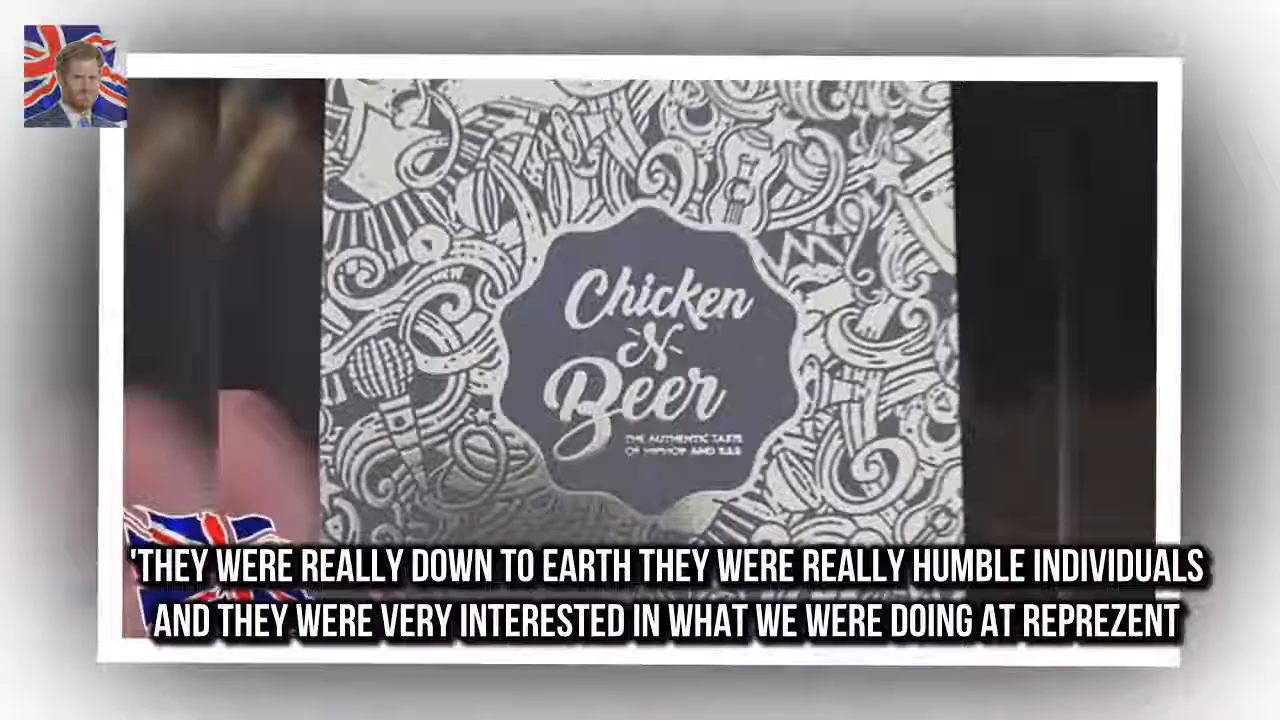 Chicken
N
Beer
THE AUTHENTIC TASTE
OF HIPHOP AND R&B
'THEY WERE REALLY DOWN TO EARTH THEY WERE REALLY HUMBLE INDIVIDUALS
AND THEY WERE VERY INTERESTED IN WHAT WE WERE DOING AT REPREZENT